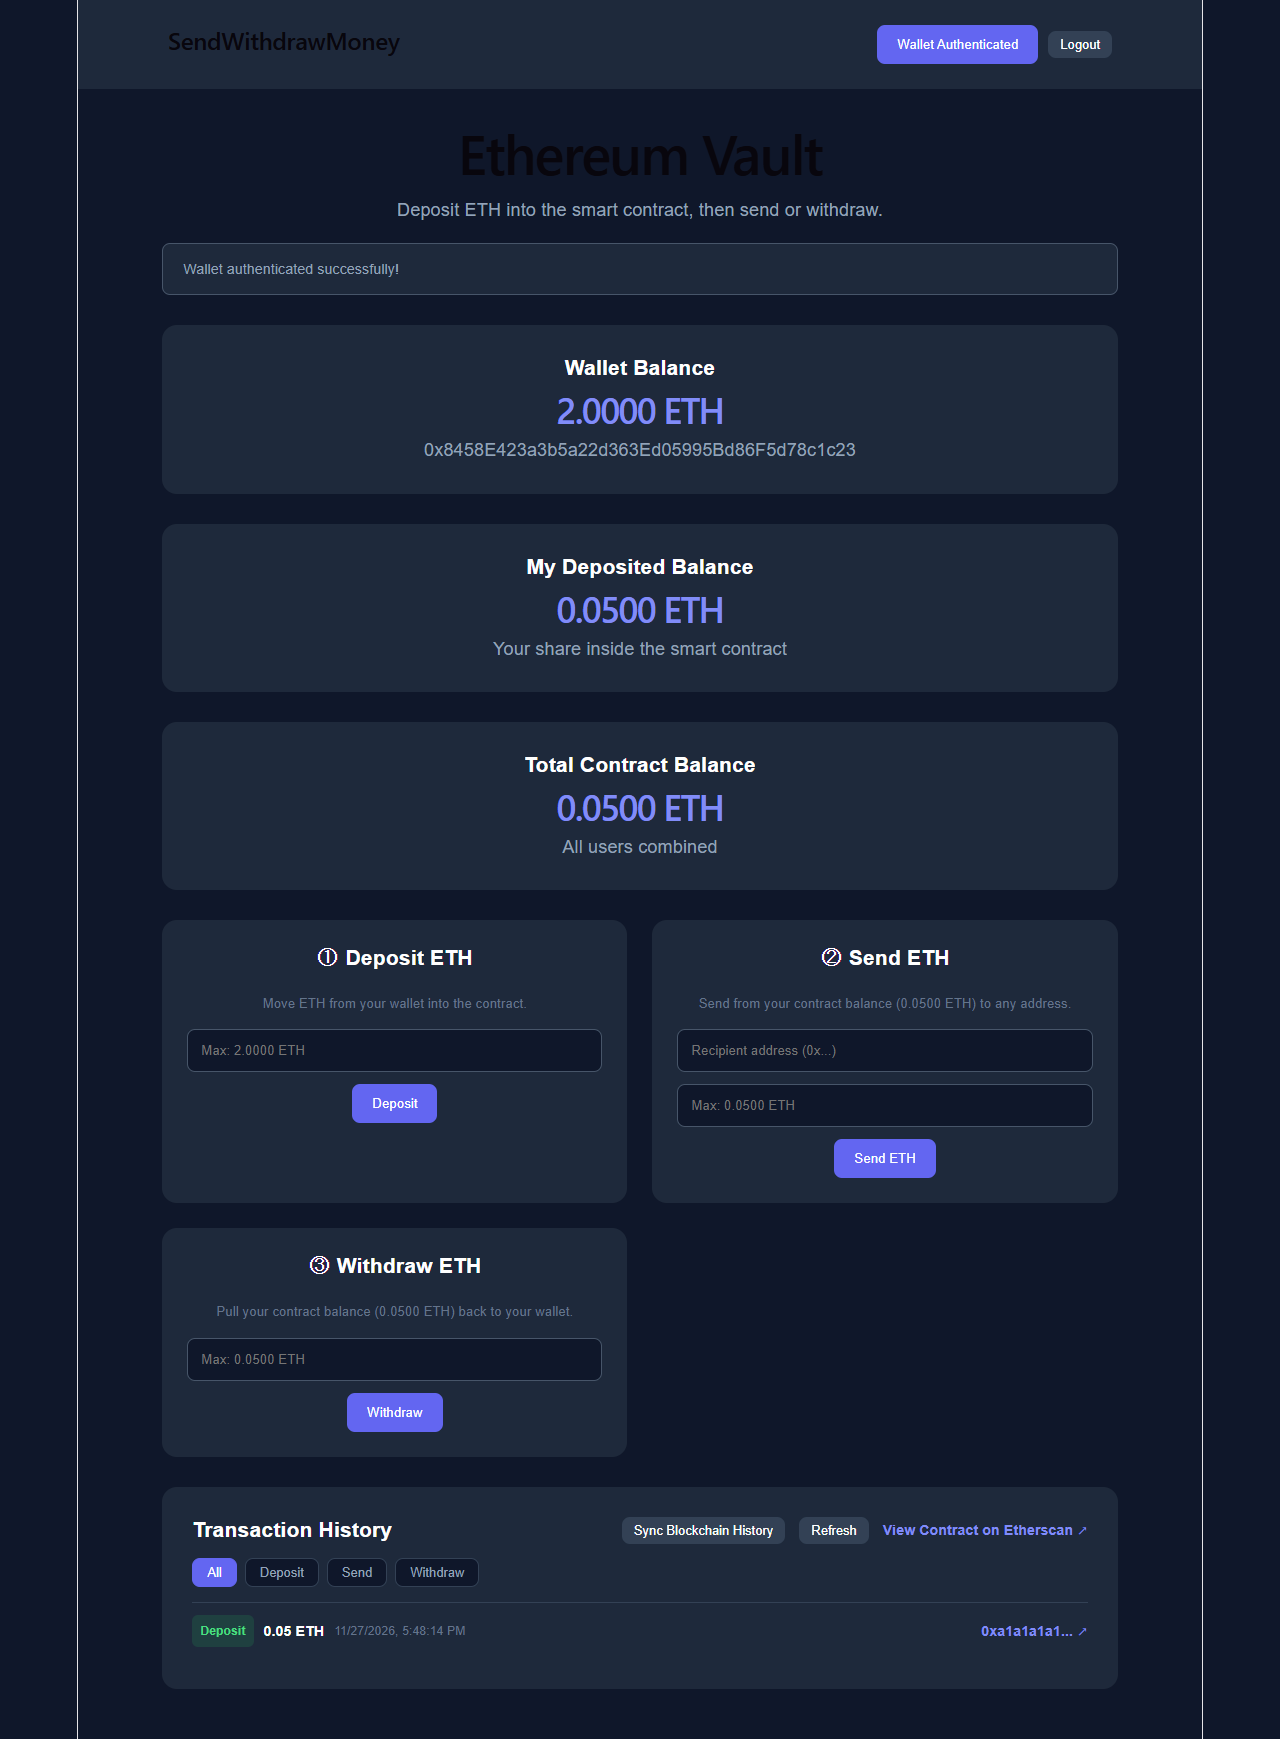 SendWithdrawMoney
Wallet Authenticated
Logout
Ethereum Vault
Deposit ETH into the smart contract, then send or withdraw.
Wallet authenticated successfully!
Wallet Balance
2.0000 ETH
0x8458E423a3b5a22d363Ed05995Bd86F5d78c1c23
My Deposited Balance
0.0500 ETH
Your share inside the smart contract
Total Contract Balance
0.0500 ETH
All users combined
① Deposit ETH
Move ETH from your wallet into the contract.
Max: 2.0000 ETH
Deposit
② Send ETH
Send from your contract balance (0.0500 ETH) to any address.
Recipient address (0x...)
Max: 0.0500 ETH
Send ETH
③ Withdraw ETH
Pull your contract balance (0.0500 ETH) back to your wallet.
Max: 0.0500 ETH
Withdraw
Transaction History
Sync Blockchain History
Refresh
View Contract on Etherscan ↗
All
Deposit
Send
Withdraw
Deposit 0.05 ETH 11/27/2026, 5:48:14 PM 0xa1a1a1a1... ↗